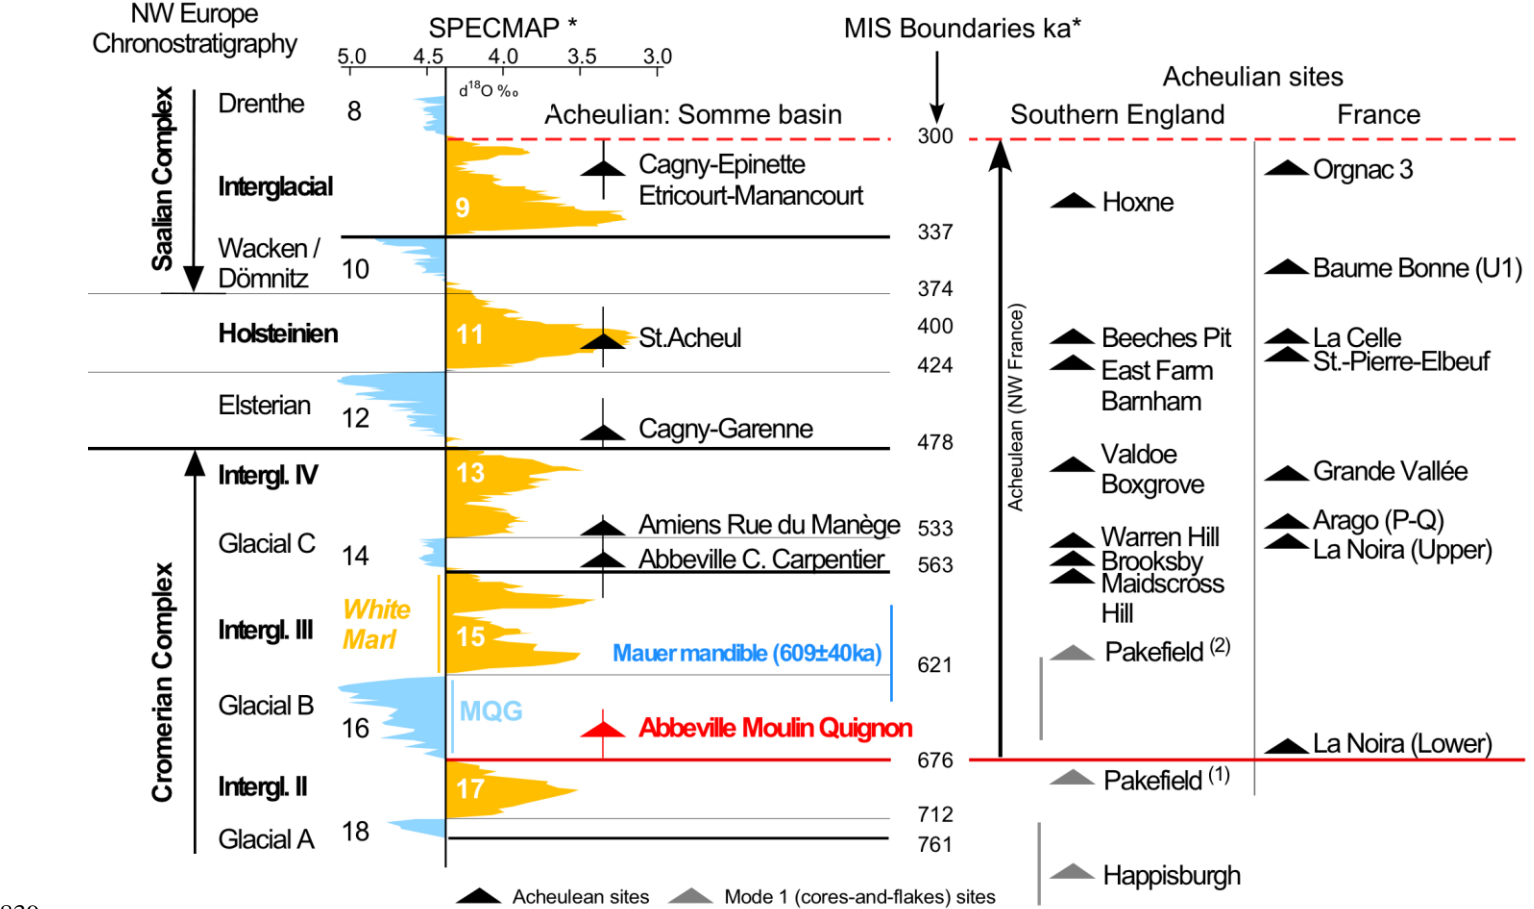 NW Europe
Chronostratigraphy
SPECMAP *
MIS Boundaries ka*
5.0 4.5 4.0 3.5 3.0
d18O ‰
Acheulian sites
Acheulian: Somme basin
Southern England
France
Saalian Complex
Drenthe
8
300
Interglacial
9
Cagny-Epinette
Etricourt-Manancourt
Orgnac 3
Hoxne
337
Wacken /
Dömnitz
10
Baume Bonne (U1)
374
Holsteinien
11
St.Acheul
400
Beeches Pit
La Celle
St.-Pierre-Elbeuf
424
East Farm
Barnham
Acheulean (NW France)
Elsterian
12
Cagny-Garenne
478
Cromerian Complex
Intergl. IV
13
Valdoe
Boxgrove
Grande Vallée
Amiens Rue du Manège
533
Arago (P-Q)
Glacial C
14
Abbeville C. Carpentier
563
Warren Hill
Brooksby
Maidscross
Hill
La Noira (Upper)
White
Marl
Intergl. III
15
Mauer mandible (609±40ka)
621
Pakefield (2)
Glacial B
16
MQG
Abbeville Moulin Quignon
La Noira (Lower)
676
Intergl. II
17
Pakefield (1)
712
Glacial A
18
761
Happisburgh
Acheulean sites
Mode 1 (cores-and-flakes) sites